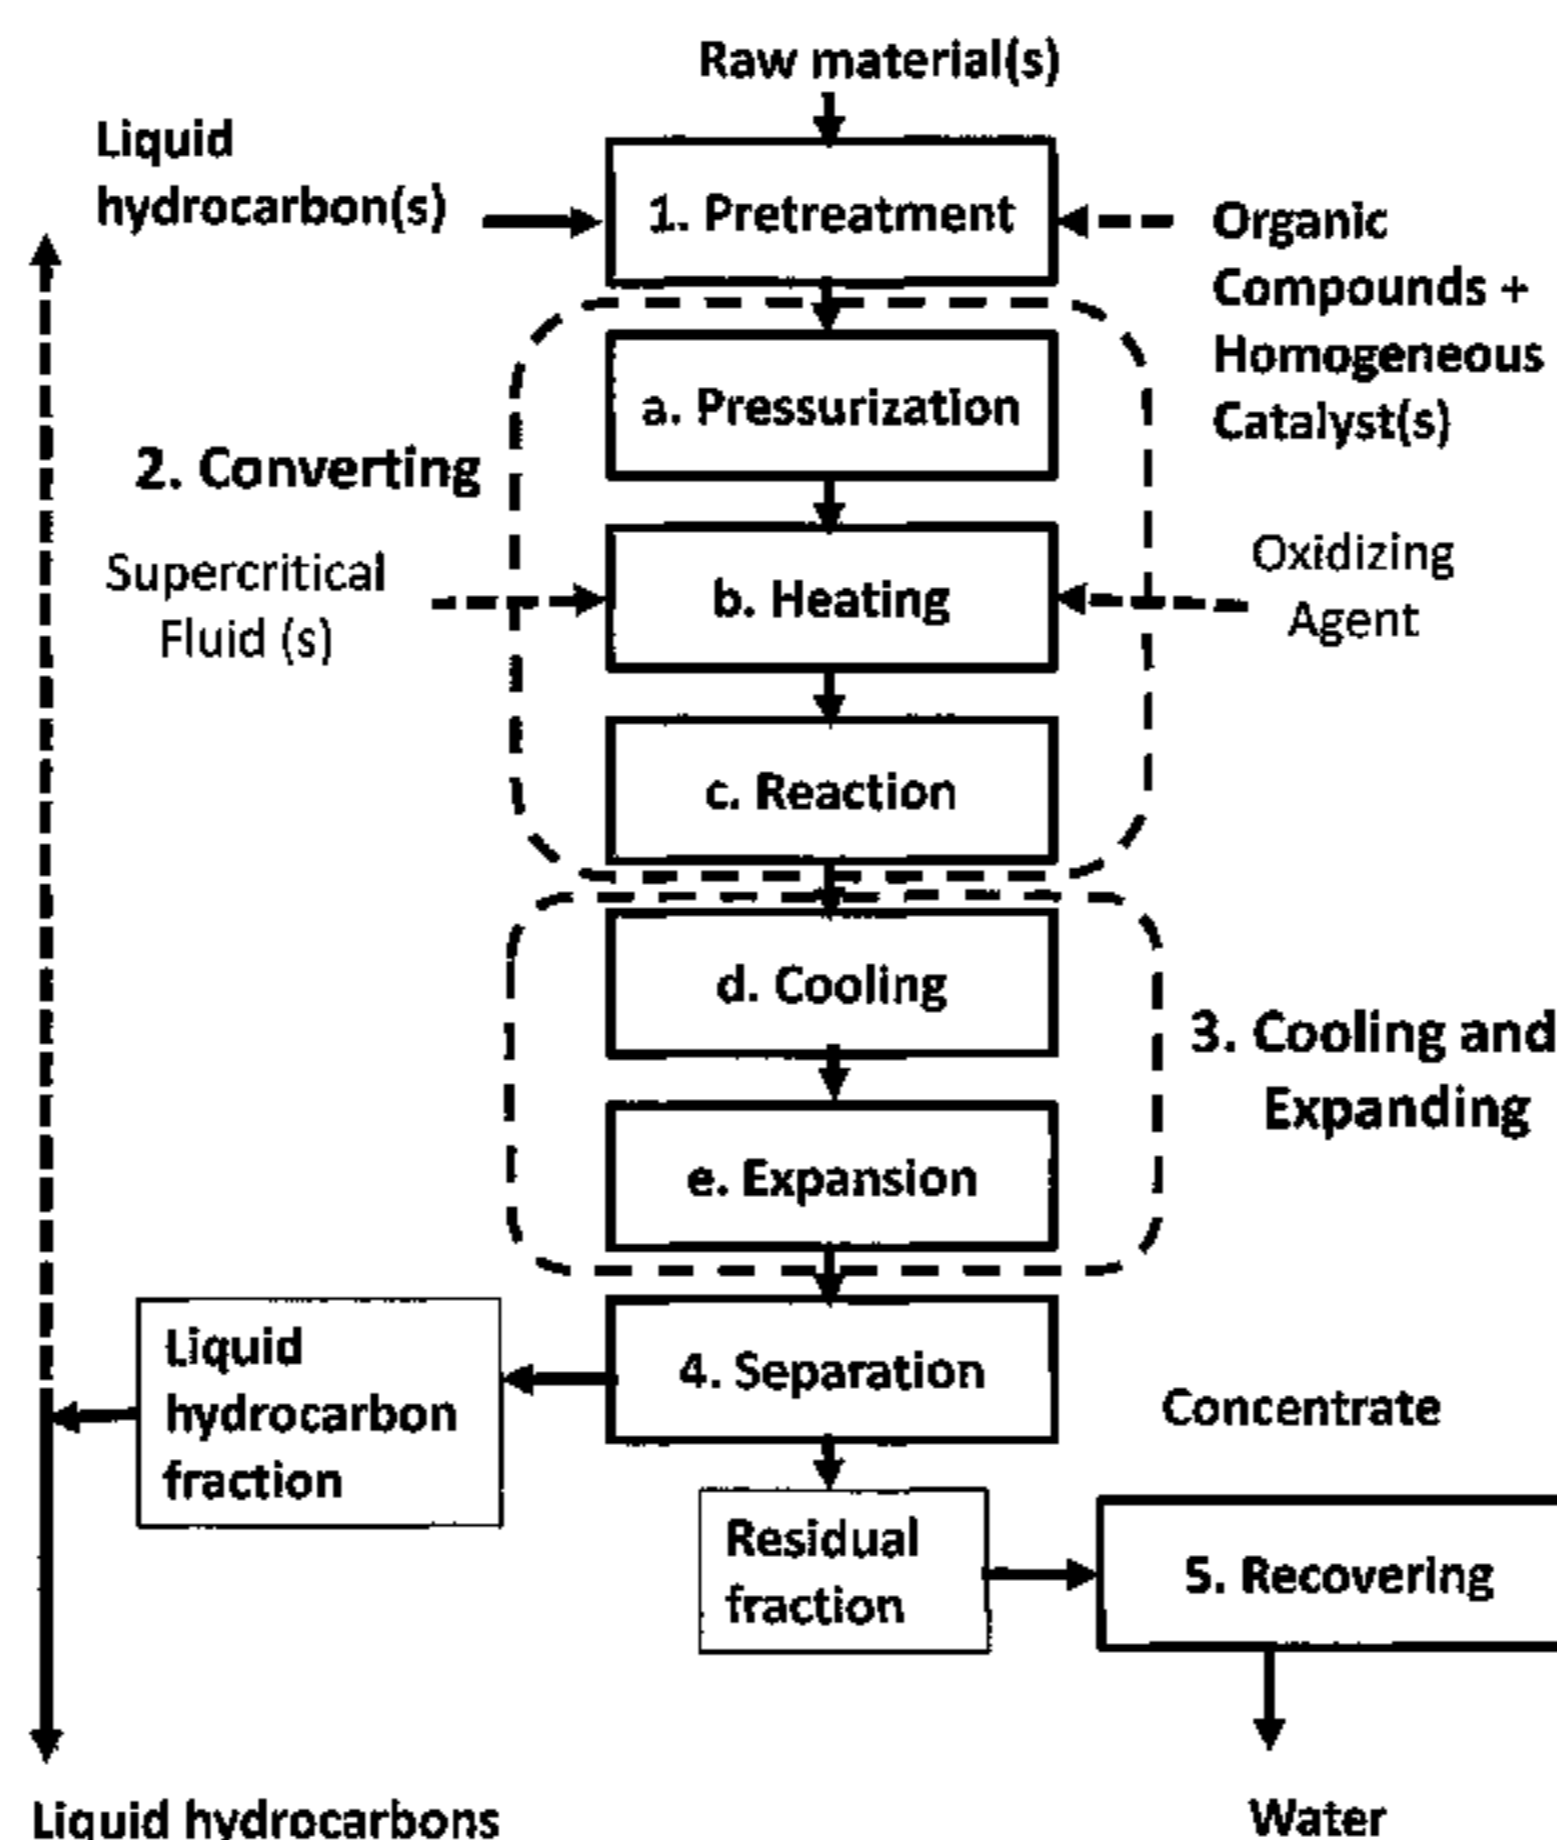 Raw material(s)
Liquid
hydrocarbon(s)
1. Pretreatment
Organic
Compounds +
Homogeneous
Catalyst(s)
a. Pressurization
2. Converting
Supercritical
Fluid (s)
b. Heating
Oxidizing
Agent
c. Reaction
d. Cooling
3. Cooling and
Expanding
e. Expansion
Liquid
hydrocarbon
fraction
4. Separation
Concentrate
Residual
fraction
5. Recovering
Liquid hydrocarbons
Water